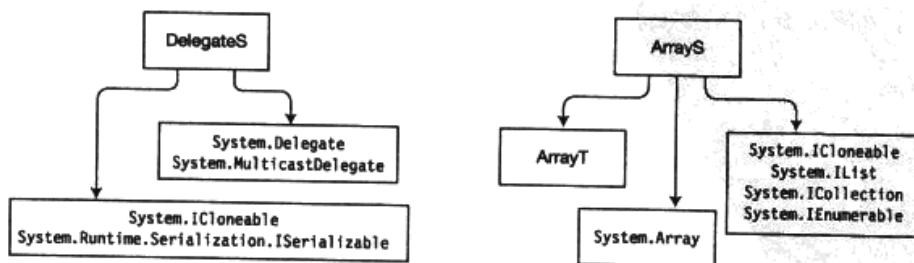 DelegateS
System.Delegate
System.MulticastDelegate
System.ICloneable
System.Runtime.Serialization.ISerializable
ArrayS
ArrayT
System.Array
System.ICloneable
System.IList
System.ICollection
System.IEnumerable